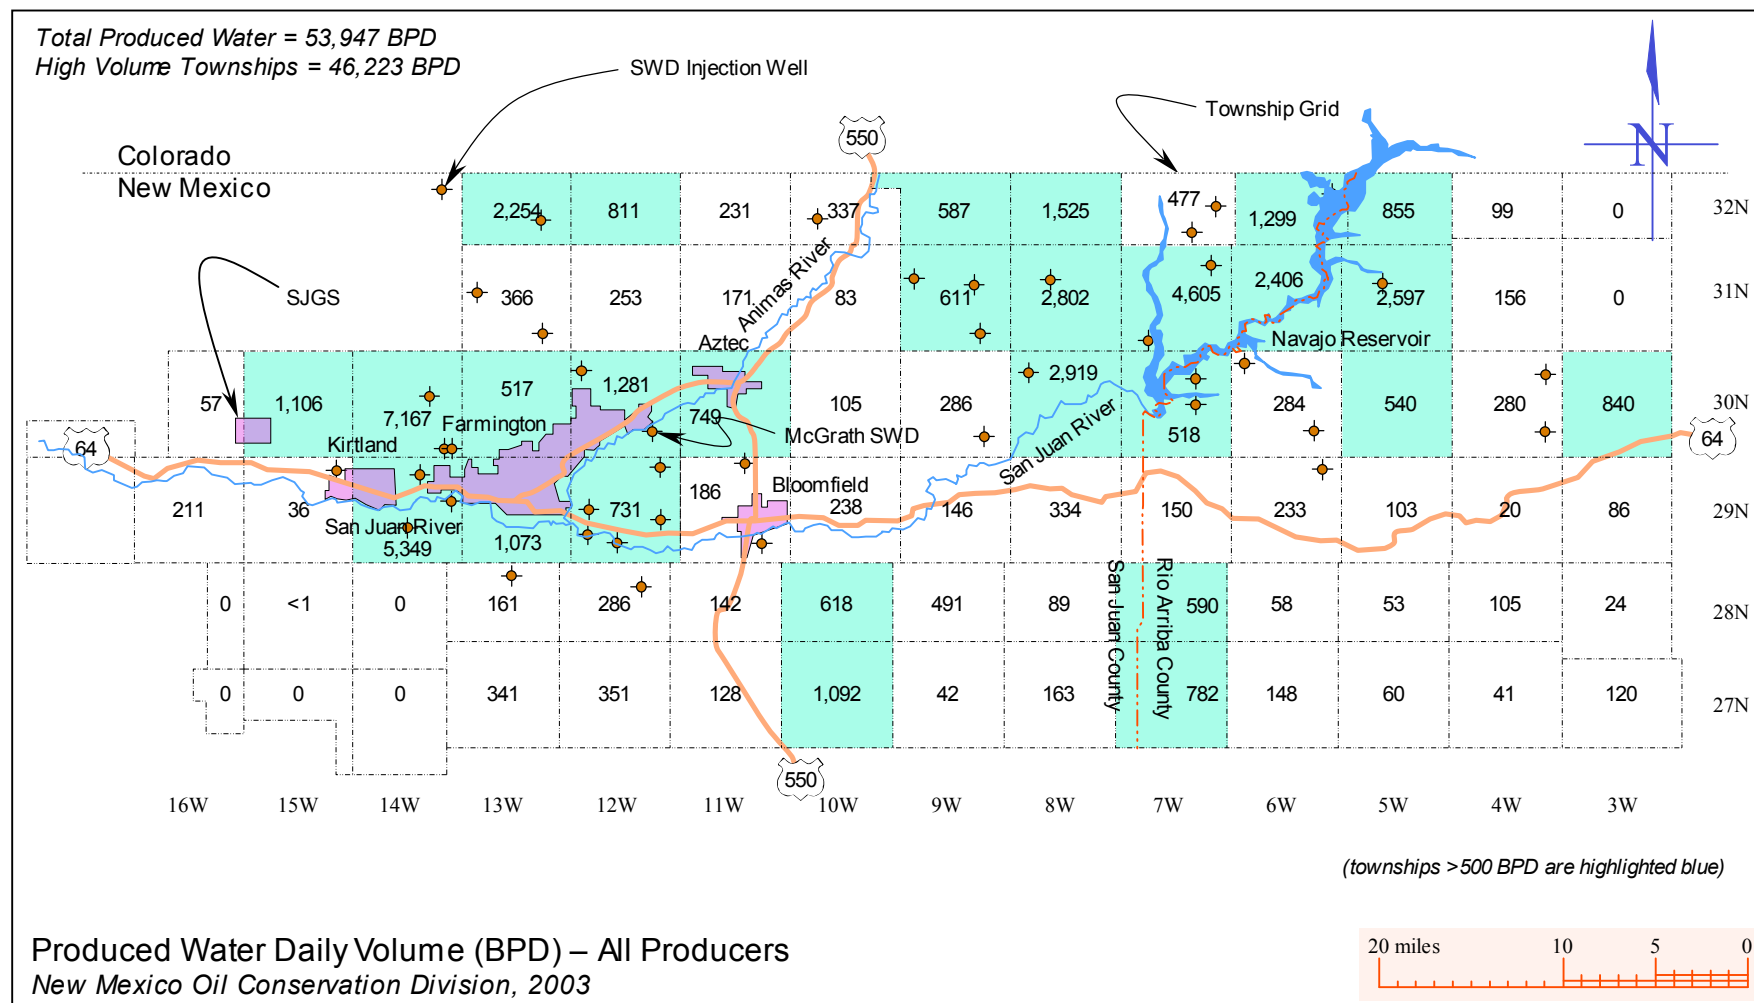 Total Produced Water = 53,947 BPD
High Volume Townships = 46,223 BPD
SWD Injection Well
Township Grid
550
N
Colorado
New Mexico
2,254 811 231 337 587 1,525 477 1,299 855 99 0 32N
Animas River
SJGS
366 253 171 83 611 2,802 4,605 2,406 2,597 156 0 31N
Aztec
Navajo Reservoir
57 1,106 7,167 517 1,281 749 105 286 2,919 518 284 540 280 840 30N
Farmington
McGrath SWD
San Juan River
Kirtland
64
64
Bloomfield
211 36 5,349 1,073 731 186 238 146 334 150 233 103 20 86 29N
San Juan River
San Juan County
Rio Arriba County
0 <1 0 161 286 142 618 491 89 590 58 53 105 24 28N
0 0 0 341 351 128 1,092 42 163 782 148 60 41 120 27N
550
16W 15W 14W 13W 12W 11W 10W 9W 8W 7W 6W 5W 4W 3W
(townships >500 BPD are highlighted blue)
Produced Water Daily Volume (BPD) – All Producers
New Mexico Oil Conservation Division, 2003
20 miles 10 5 0